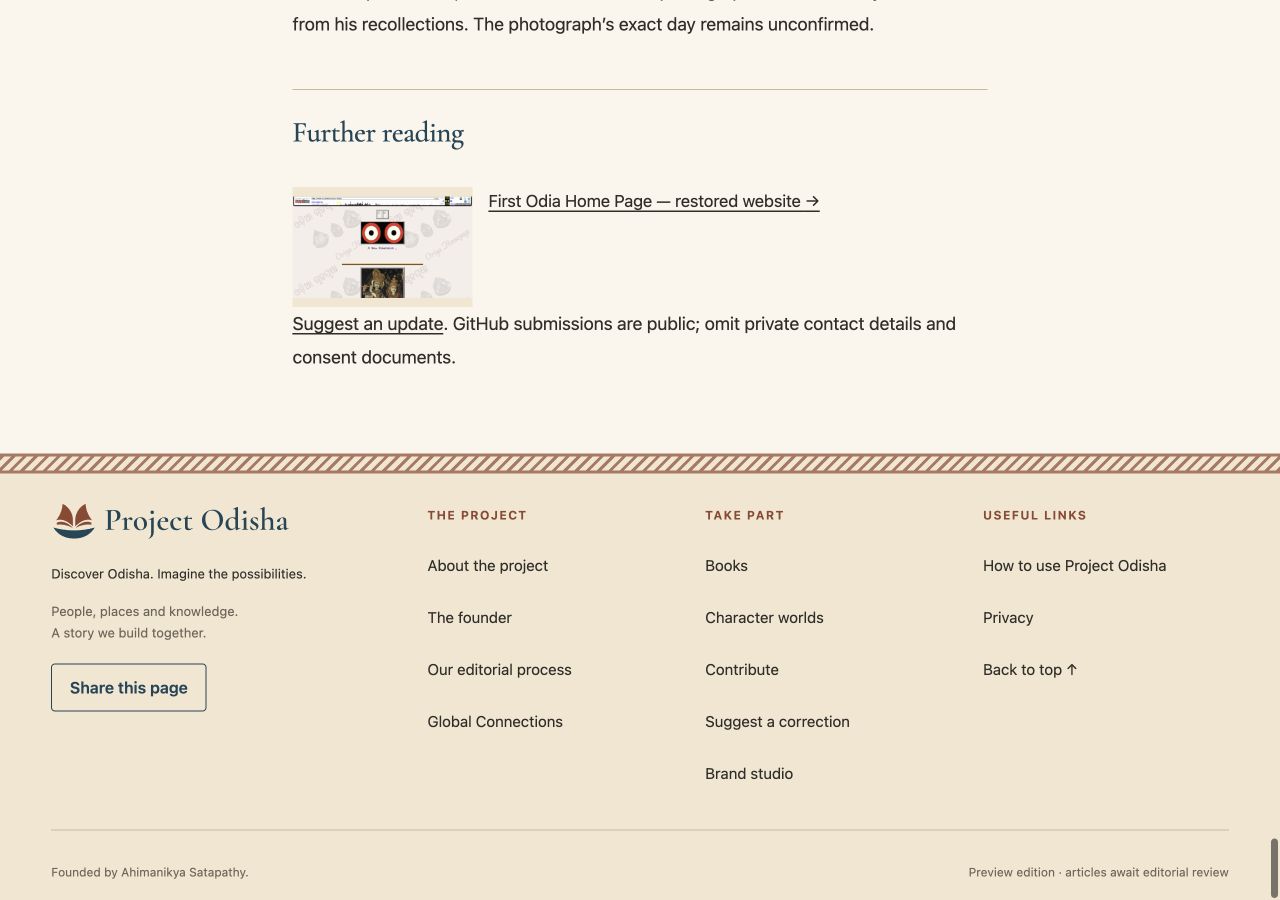 from his recollections. The photograph’s exact day remains unconfirmed.
Further reading
First Odia Home Page — restored website →
Suggest an update. GitHub submissions are public; omit private contact details and
consent documents.
Project Odisha
Discover Odisha. Imagine the possibilities.
People, places and knowledge.
A story we build together.
Share this page
THE PROJECT
About the project
The founder
Our editorial process
Global Connections
TAKE PART
Books
Character worlds
Contribute
Suggest a correction
Brand studio
USEFUL LINKS
How to use Project Odisha
Privacy
Back to top ↑
Founded by Ahimanikya Satapathy.
Preview edition · articles await editorial review